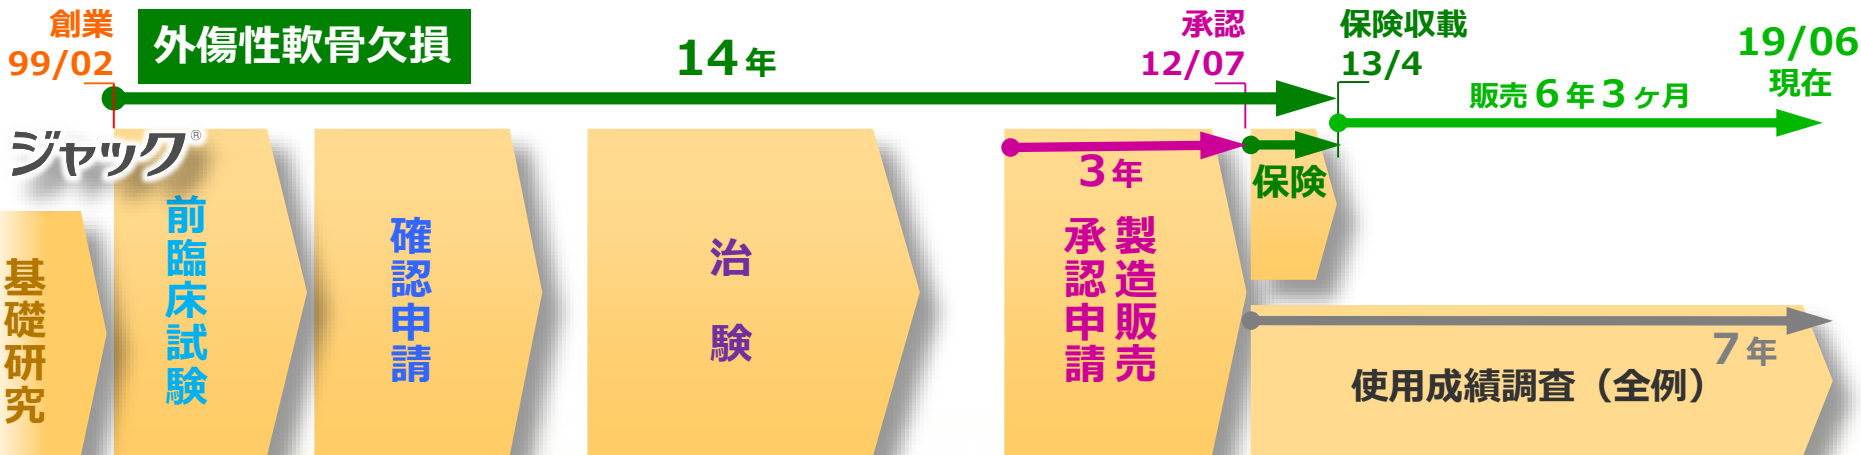 創業
99/02
外傷性軟骨欠損
14年
承認
12/07
保険収載
13/4
19/06
現在
販売6年3ヶ月
ジャック®
基礎研究
前臨床試験
確認申請
治験
3年
製造販売
承認申請
保険
7年
使用成績調査（全例）